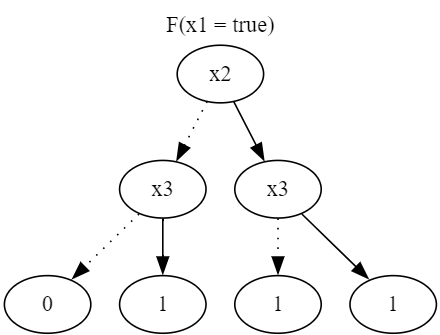 F(x1 = true)
x2
x3 x3
0 1 1 1